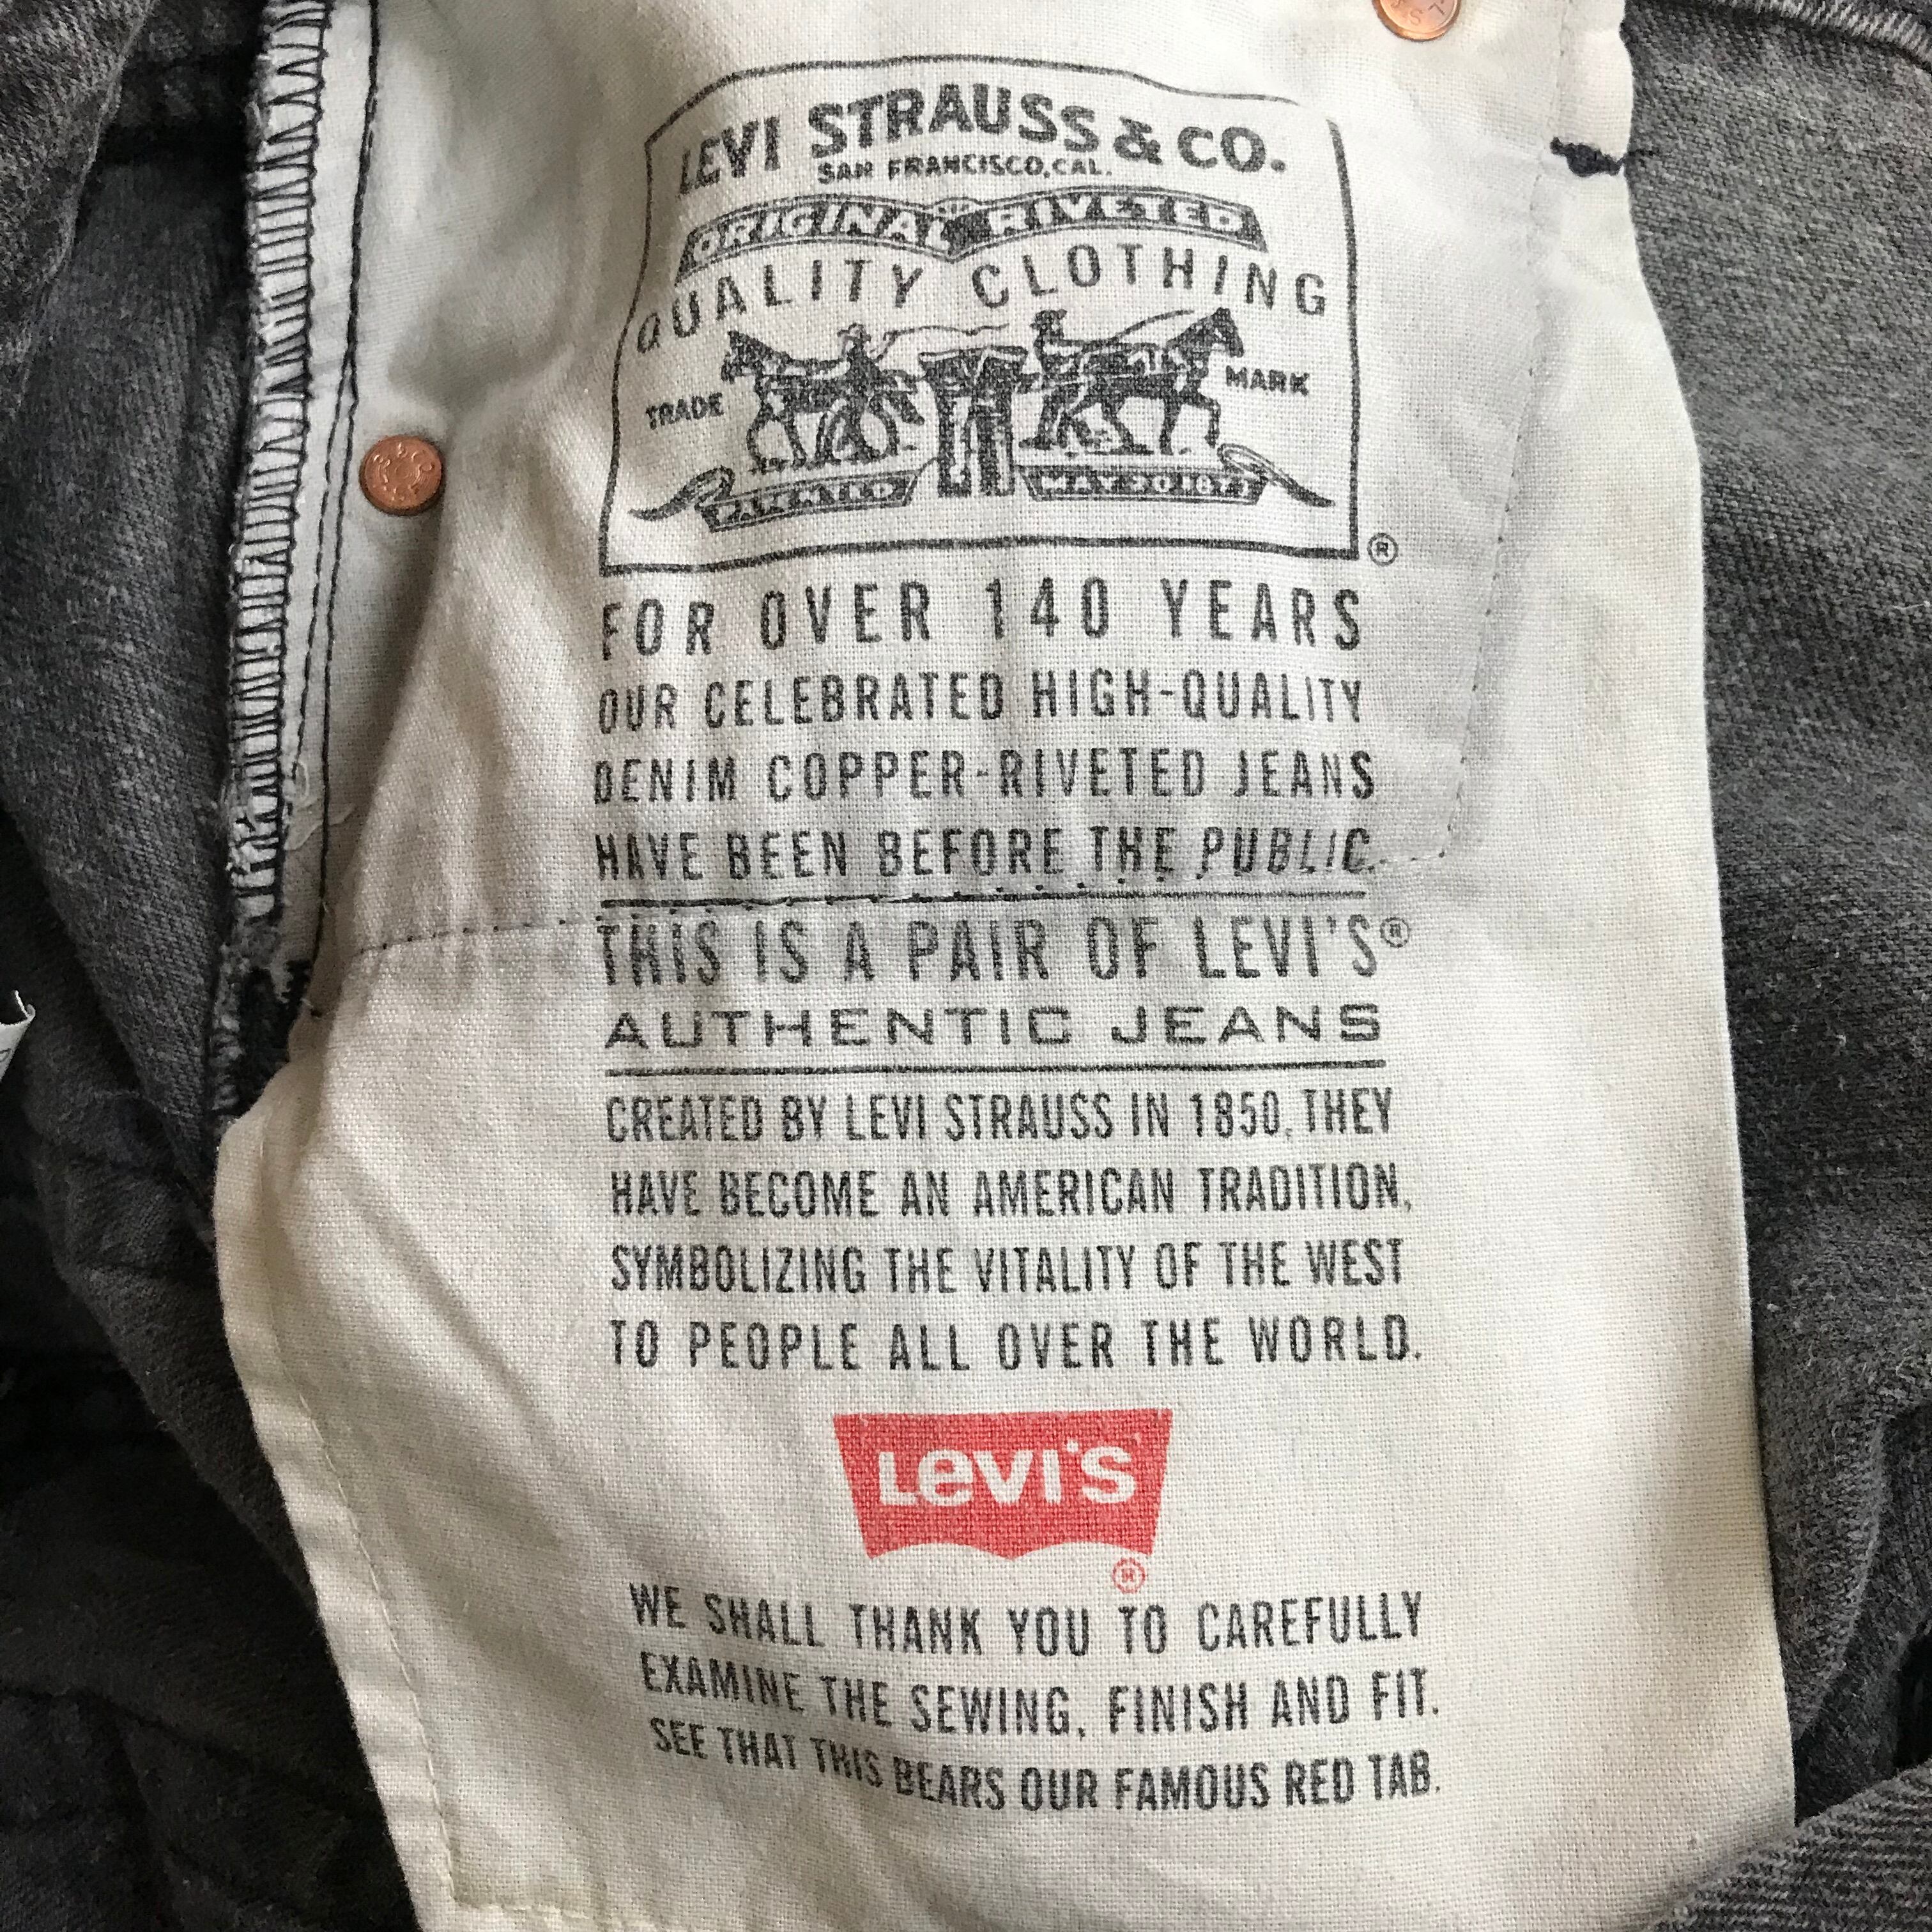 LEVI STRAUSS & CO.
SAN FRANCISCO, CAL.
ORIGINAL RIVETED
QUALITY CLOTHING
TRADE MARK
PATENTED MAY 20 1873
®
FOR OVER 140 YEARS
OUR CELEBRATED HIGH-QUALITY
DENIM COPPER-RIVETED JEANS
HAVE BEEN BEFORE THE PUBLIC.
THIS IS A PAIR OF LEVI'S®
AUTHENTIC JEANS
CREATED BY LEVI STRAUSS IN 1850, THEY
HAVE BECOME AN AMERICAN TRADITION,
SYMBOLIZING THE VITALITY OF THE WEST
TO PEOPLE ALL OVER THE WORLD.
Levi's
®
WE SHALL THANK YOU TO CAREFULLY
EXAMINE THE SEWING, FINISH AND FIT.
SEE THAT THIS BEARS OUR FAMOUS RED TAB.